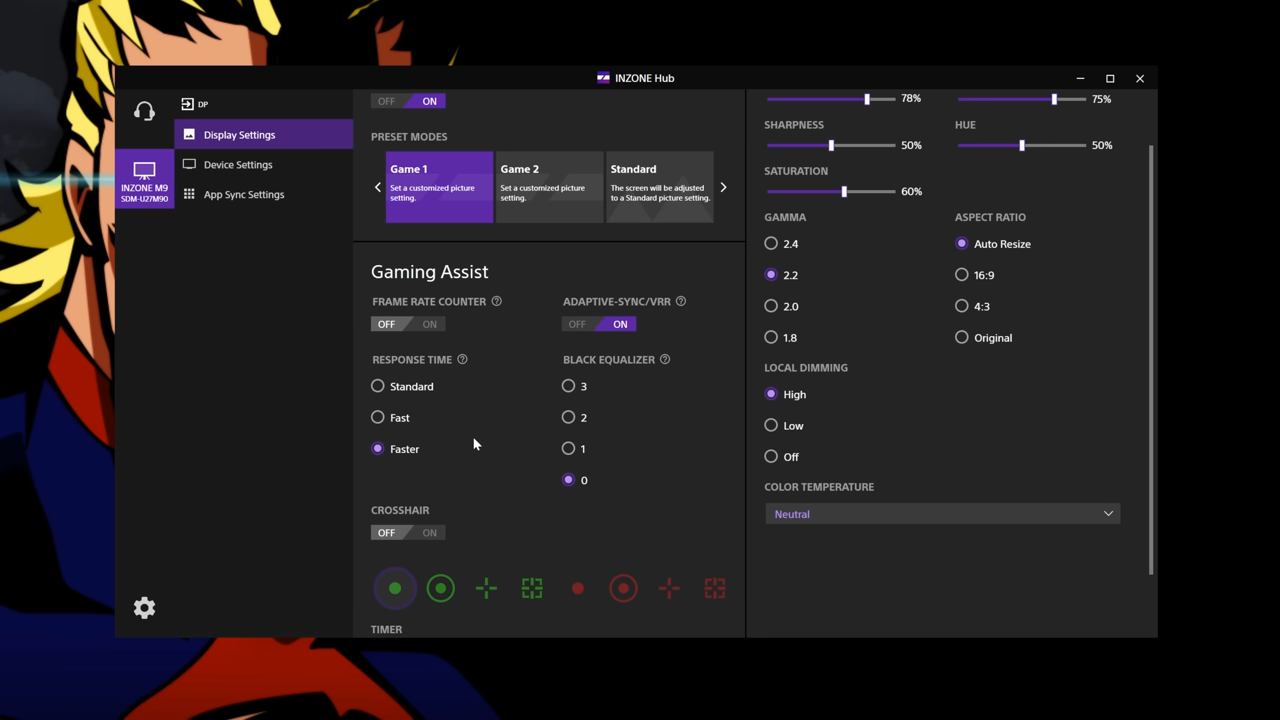 INZONE Hub
DP
Display Settings
INZONE M9
SDM-U27M90
Device Settings
App Sync Settings
OFF ON
PRESET MODES
Game 1
Set a customized picture
setting.
Game 2
Set a customized picture
setting.
Standard
The screen will be adjusted
to a Standard picture setting.
Gaming Assist
FRAME RATE COUNTER ?
OFF ON
ADAPTIVE-SYNC/VRR ?
OFF ON
RESPONSE TIME ?
Standard
Fast
Faster
BLACK EQUALIZER ?
3
2
1
0
CROSSHAIR
OFF ON
TIMER
78%
75%
SHARPNESS
50%
HUE
50%
SATURATION
60%
GAMMA
2.4
2.2
2.0
1.8
ASPECT RATIO
Auto Resize
16:9
4:3
Original
LOCAL DIMMING
High
Low
Off
COLOR TEMPERATURE
Neutral